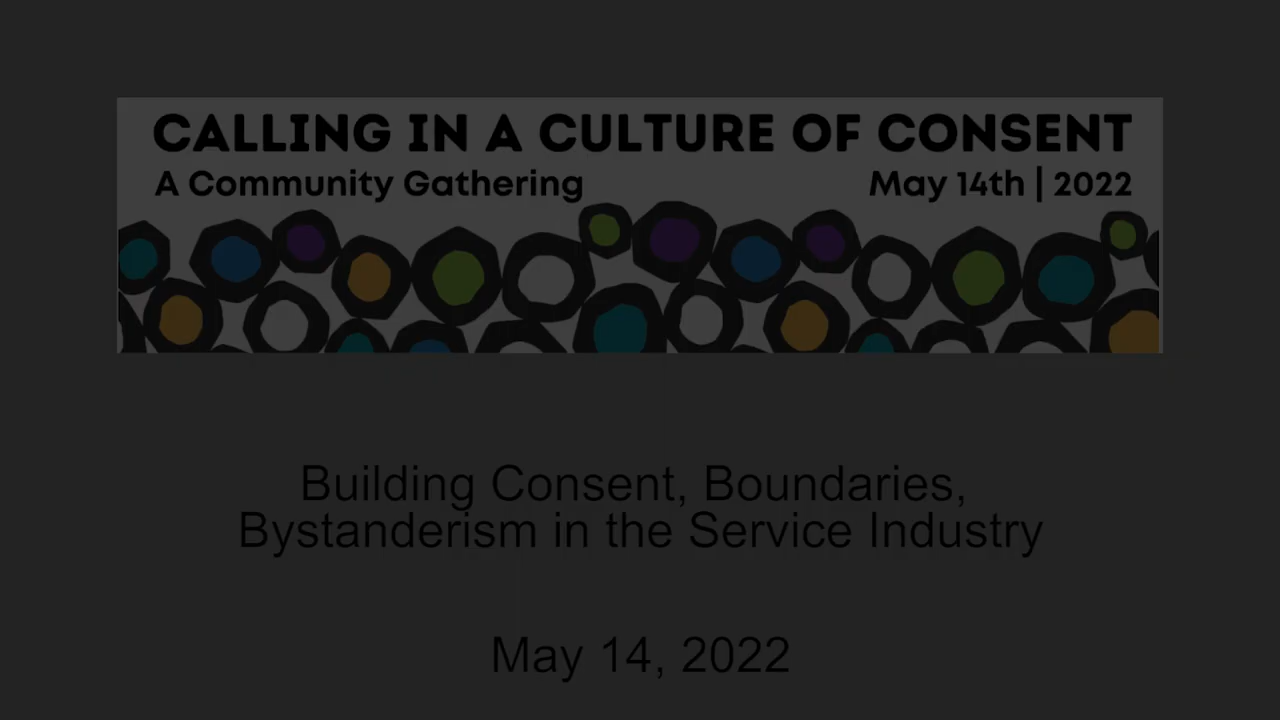 CALLING IN A CULTURE OF CONSENT
A Community Gathering
May 14th | 2022
Building Consent, Boundaries,
Bystanderism in the Service Industry
May 14, 2022